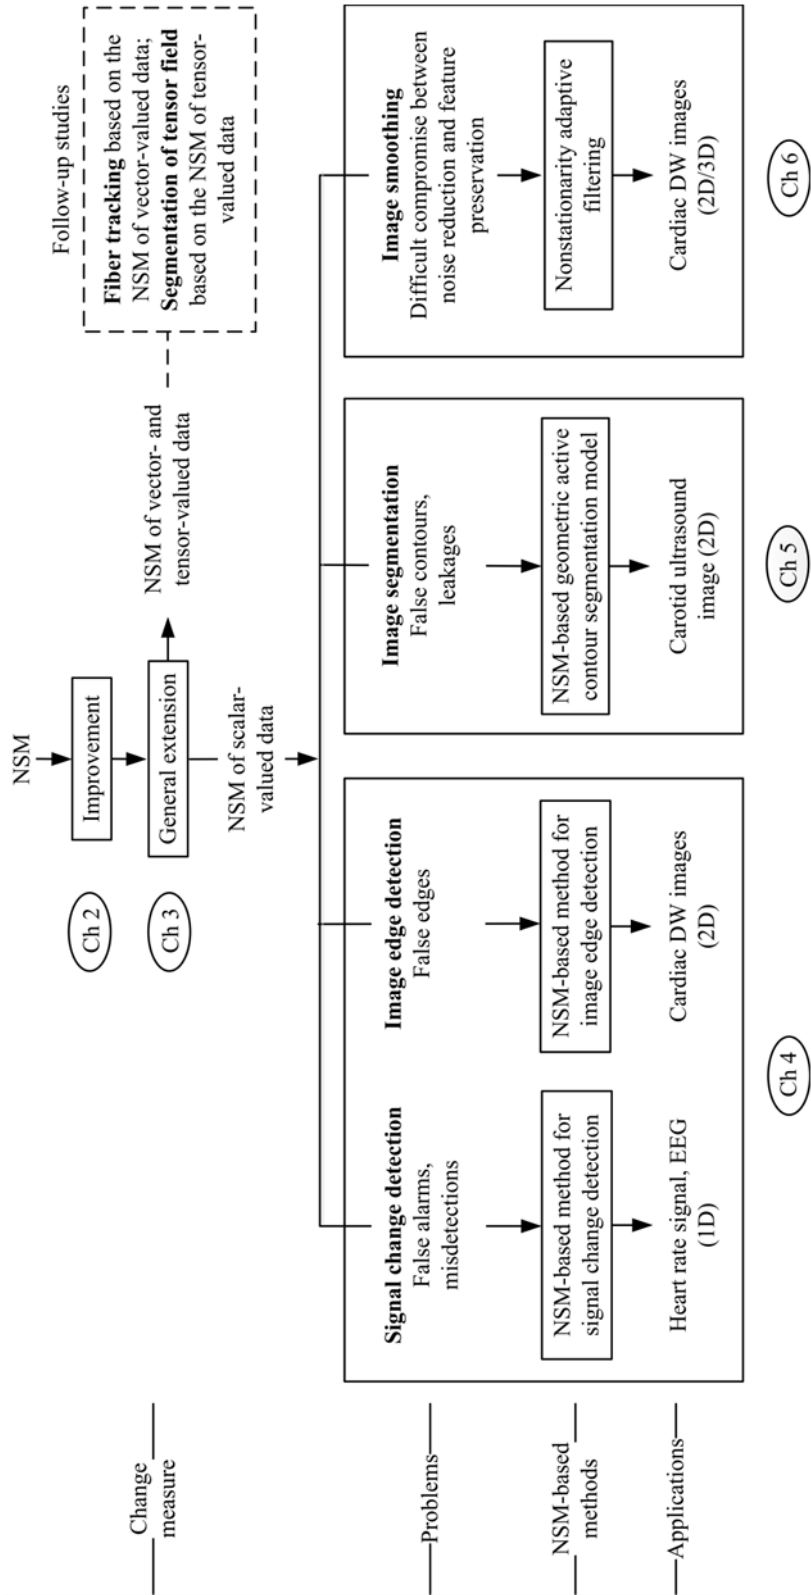 NSM
Follow-up studies
Ch 2
Improvement
Fiber tracking based on the
NSM of vector-valued data;
Segmentation of tensor field
based on the NSM of tensor-
valued data
Change
measure
Ch 3
General extension
NSM of vector- and
tensor-valued data
NSM of scalar-
valued data
Problems
Signal change detection
False alarms,
misdetections
Image edge detection
False edges
Image segmentation
False contours,
leakages
Image smoothing
Difficult compromise between
noise reduction and feature
preservation
NSM-based
methods
NSM-based method for
signal change detection
NSM-based method for
image edge detection
NSM-based geometric active
contour segmentation model
Nonstationarity adaptive
filtering
Applications
Heart rate signal, EEG
(1D)
Cardiac DW images
(2D)
Carotid ultrasound
image (2D)
Cardiac DW images
(2D/3D)
Ch 4
Ch 5
Ch 6